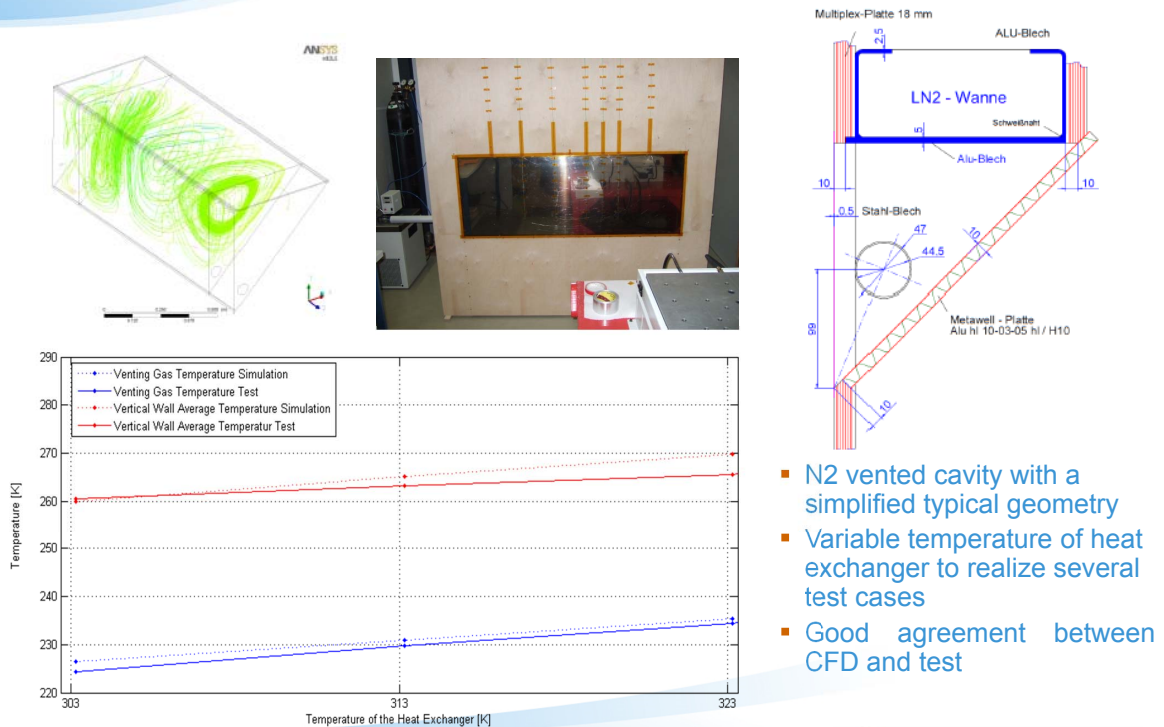 ANSYS
Multiplex-Platte 18 mm
ALU-Blech
2,5
LN2 - Wanne
Schweißnaht
5
Alu-Blech
10
10
0.5
Stahl-Blech
47
44.5
10
99
Metawell - Platte
Alu hl 10-03-05 hl / H10
10
290
280
270
260
250
240
230
220
Temperature [K]
Venting Gas Temperature Simulation
Venting Gas Temperature Test
Vertical Wall Average Temperature Simulation
Vertical Wall Average Temperatur Test
303
313
323
Temperature of the Heat Exchanger [K]
▪ N2 vented cavity with a
simplified typical geometry
▪ Variable temperature of heat
exchanger to realize several
test cases
▪ Good agreement between
CFD and test